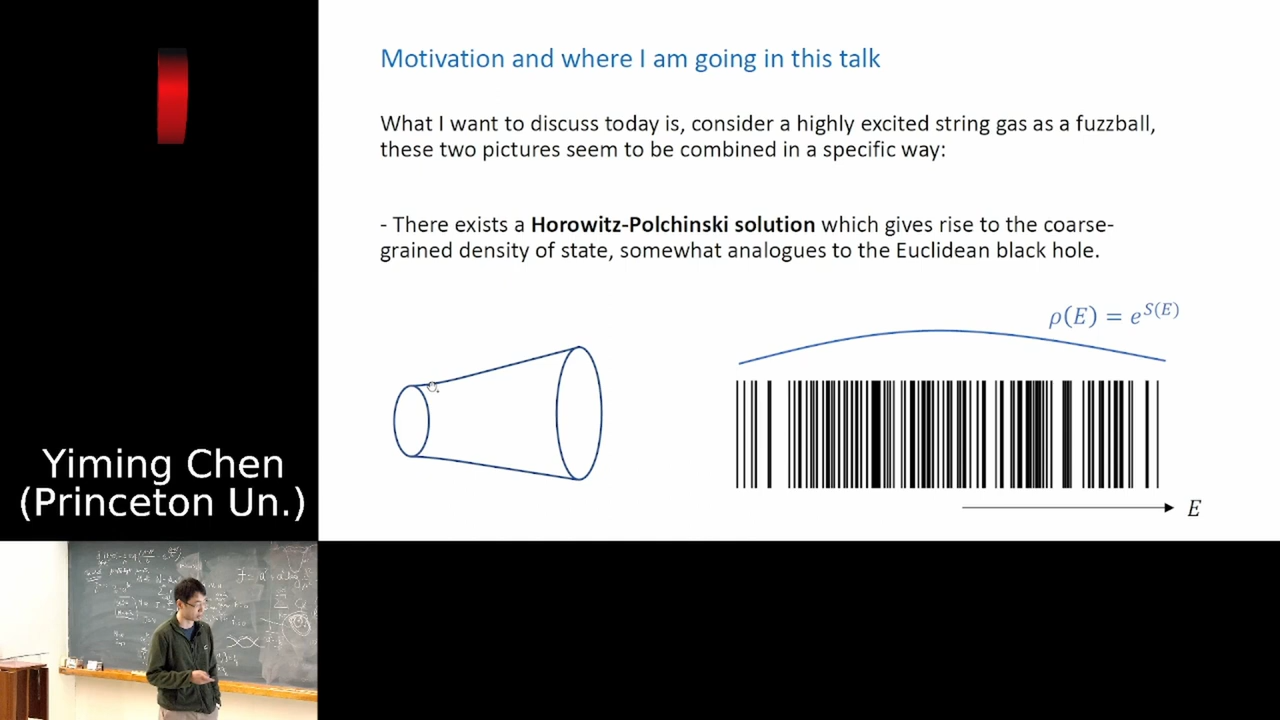 Motivation and where I am going in this talk
What I want to discuss today is, consider a highly excited string gas as a fuzzball,
these two pictures seem to be combined in a specific way:
- There exists a Horowitz-Polchinski solution which gives rise to the coarse-
grained density of state, somewhat analogues to the Euclidean black hole.
ρ(E) = e^{S(E)}
E
Yiming Chen
(Princeton Un.)